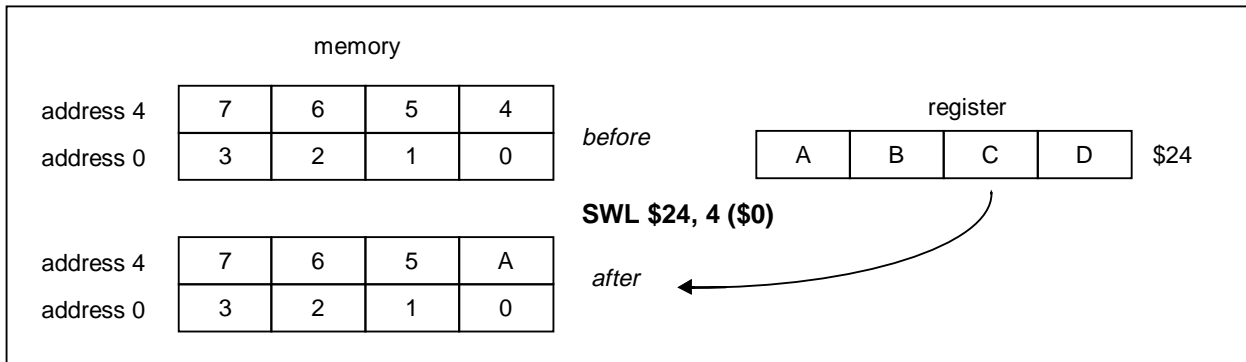 memory
address 4 7 6 5 4
address 0 3 2 1 0
before
register
A B C D $24
SWL $24, 4 ($0)
address 4 7 6 5 A
address 0 3 2 1 0
after